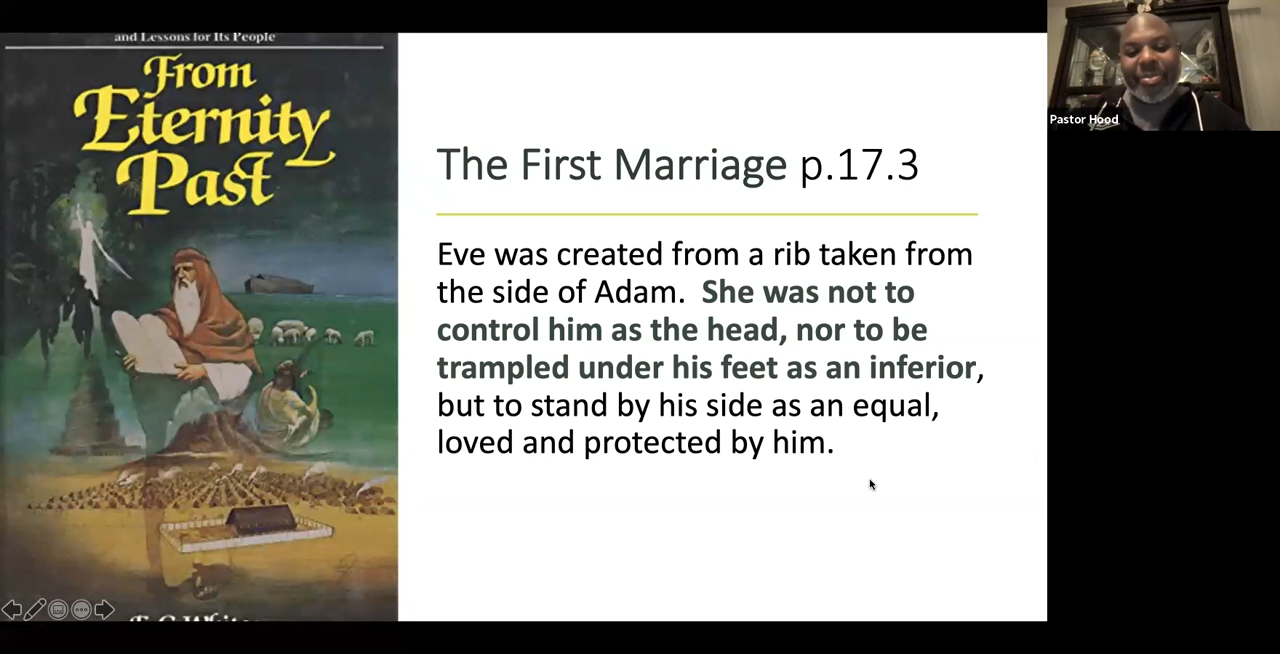 and Lessons for Its People
From
Eternity
Past
The First Marriage p.17.3
Eve was created from a rib taken from
the side of Adam.  She was not to
control him as the head, nor to be
trampled under his feet as an inferior,
but to stand by his side as an equal,
loved and protected by him.
Pastor Hood